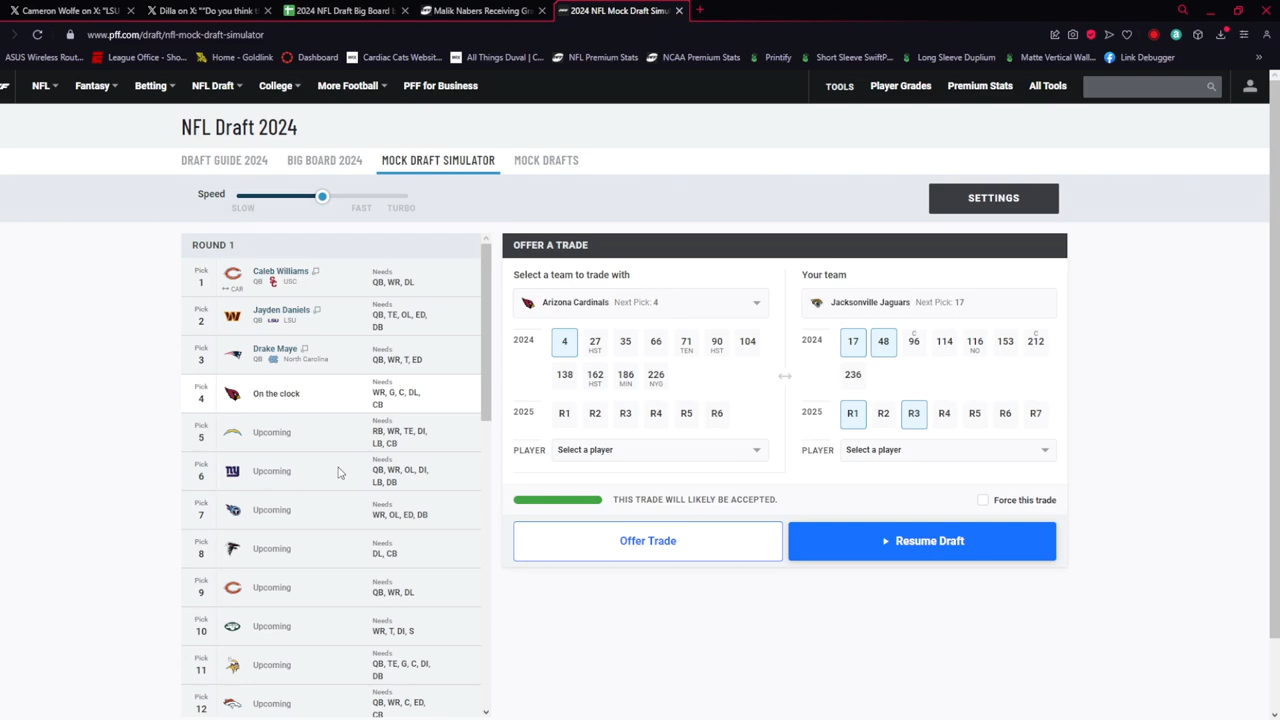 Cameron Wolfe on X: "LSU
Dilla on X: ""Do you think t
2024 NFL Draft Big Board b
Malik Nabers Receiving Gr
2024 NFL Mock Draft Simu
www.pff.com/draft/nfl-mock-draft-simulator
ASUS Wireless Rout...
League Office - Sho...
Home - Goldlink
Dashboard
Cardiac Cats Websit...
All Things Duval | C...
NFL Premium Stats
NCAA Premium Stats
Printify
Short Sleeve SwiftP...
Long Sleeve Duplium
Matte Vertical Wall...
Link Debugger
NFL
Fantasy
Betting
NFL Draft
College
More Football
PFF for Business
TOOLS
Player Grades
Premium Stats
All Tools
NFL Draft 2024
DRAFT GUIDE 2024
BIG BOARD 2024
MOCK DRAFT SIMULATOR
MOCK DRAFTS
Speed
SLOW
FAST
TURBO
SETTINGS
ROUND 1
Pick
1
↔ CAR
Caleb Williams
QB
USC
Needs
QB, WR, DL
Pick
2
Jayden Daniels
QB
LSU
LSU
Needs
QB, TE, OL, ED,
DB
Pick
3
Drake Maye
QB
North Carolina
Needs
QB, WR, T, ED
Pick
4
On the clock
Needs
WR, G, C, DL,
CB
Pick
5
Upcoming
Needs
RB, WR, TE, DI,
LB, CB
Pick
6
ny
Upcoming
Needs
QB, WR, OL, DI,
LB, DB
Pick
7
Upcoming
Needs
WR, OL, ED, DB
Pick
8
Upcoming
Needs
DL, CB
Pick
9
Upcoming
Needs
QB, WR, DL
Pick
10
Upcoming
Needs
WR, T, DI, S
Pick
11
Upcoming
Needs
QB, TE, G, C, DI,
DB
Pick
12
Upcoming
Needs
QB, WR, C, ED,
CB
OFFER A TRADE
Select a team to trade with
Arizona Cardinals Next Pick: 4
2024
4
27
HST
35
66
71
TEN
90
HST
104
138
162
HST
186
MIN
226
NYG
2025
R1
R2
R3
R4
R5
R6
PLAYER
Select a player
Your team
Jacksonville Jaguars Next Pick: 17
2024
17
48
C
96
114
116
NO
153
C
212
236
2025
R1
R2
R3
R4
R5
R6
R7
PLAYER
Select a player
THIS TRADE WILL LIKELY BE ACCEPTED.
Force this trade
Offer Trade
Resume Draft